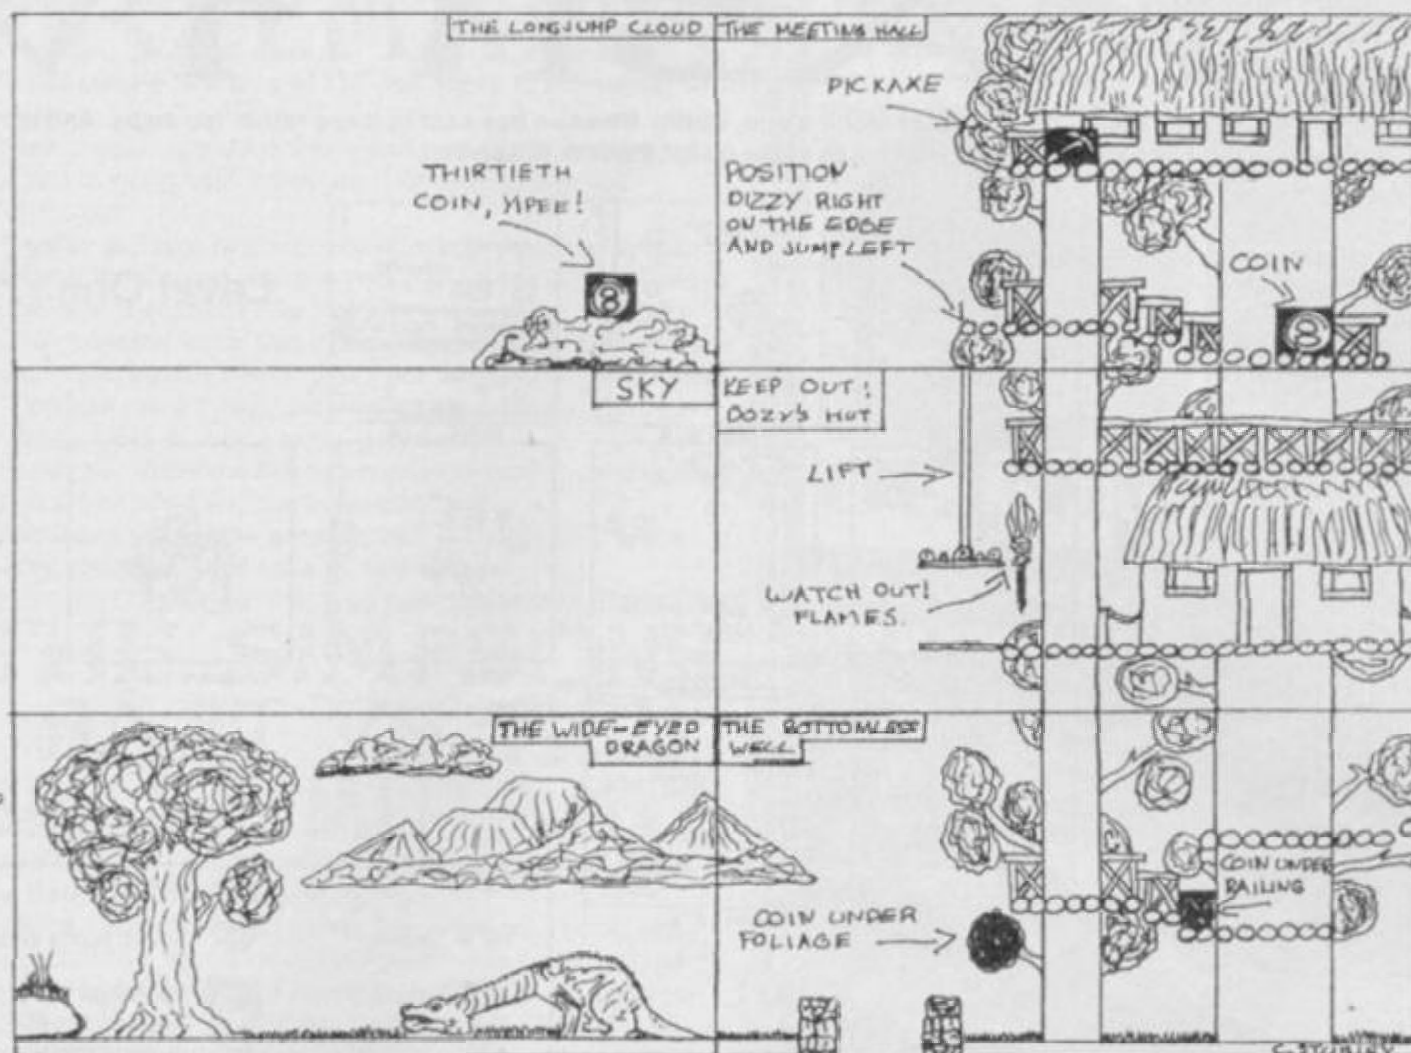 THE LONGJUMP CLOUD
THE MEETING HALL
PICKAXE
THIRTIETH
COIN, YIPEE!
POSITION
DIZZY RIGHT
ON THE EDGE
AND JUMP LEFT
COIN
SKY
KEEP OUT!
DOZY'S HUT
LIFT
WATCH OUT!
FLAMES.
THE WIDE-EYED
DRAGON
THE BOTTOMLESS
WELL
COIN UNDER
RAILING
COIN UNDER
FOLIAGE